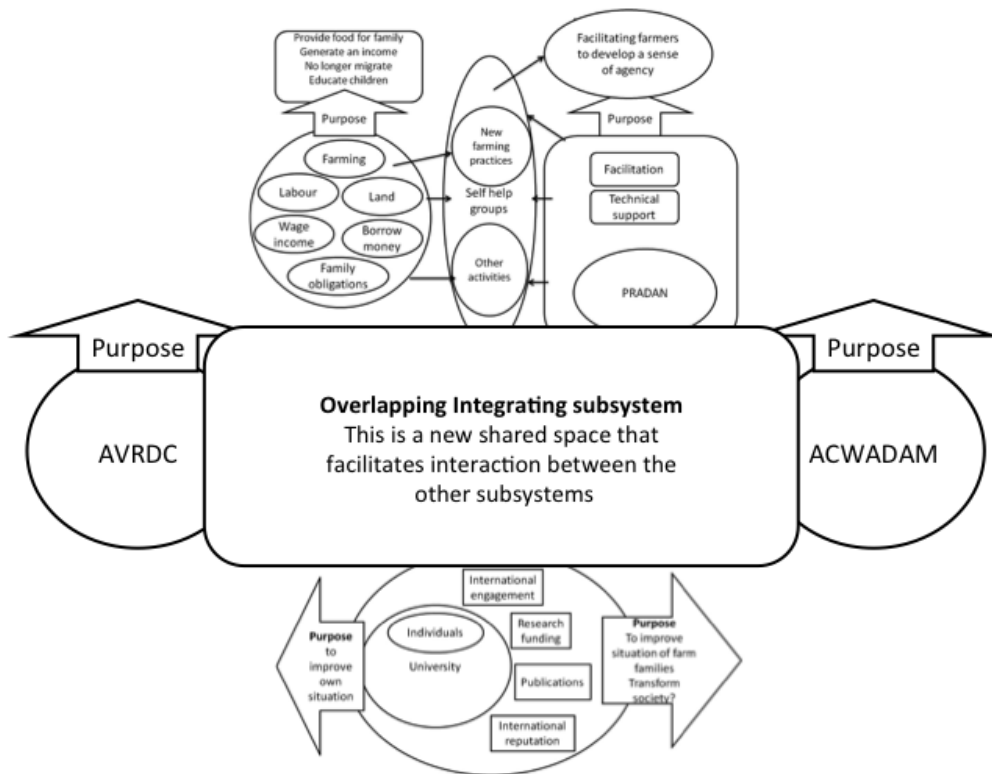 Provide food for family
Generate an income
No longer migrate
Educate children
Facilitating farmers
to develop a sense
of agency
Purpose
Purpose
Farming
Labour
Land
Wage
income
Borrow
money
Family
obligations
New
farming
practices
Self help
groups
Other
activities
Facilitation
Technical
support
PRADAN
Purpose
AVRDC
Overlapping Integrating subsystem
This is a new shared space that
facilitates interaction between the
other subsystems
Purpose
ACWADAM
Purpose
to
improve
own
situation
Individuals
University
International
engagement
Research
funding
Publications
International
reputation
Purpose
To improve
situation of farm
families
Transform
society?